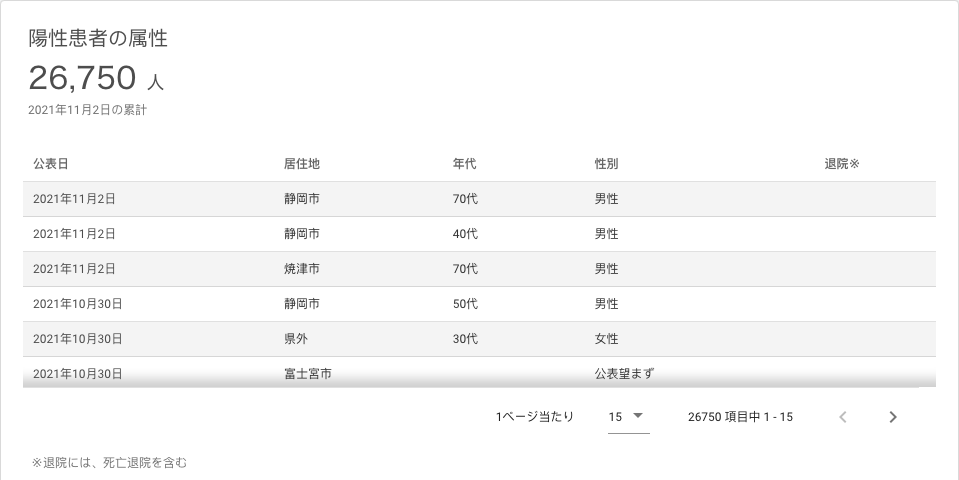 陽性患者の属性
26,750 人
2021年11月2日の累計
公表日 居住地 年代 性別 退院※
2021年11月2日 静岡市 70代 男性
2021年11月2日 静岡市 40代 男性
2021年11月2日 焼津市 70代 男性
2021年10月30日 静岡市 50代 男性
2021年10月30日 県外 30代 女性
2021年10月30日 富士宮市 公表望まず
1ページ当たり 15 26750 項目中 1 - 15
※退院には、死亡退院を含む